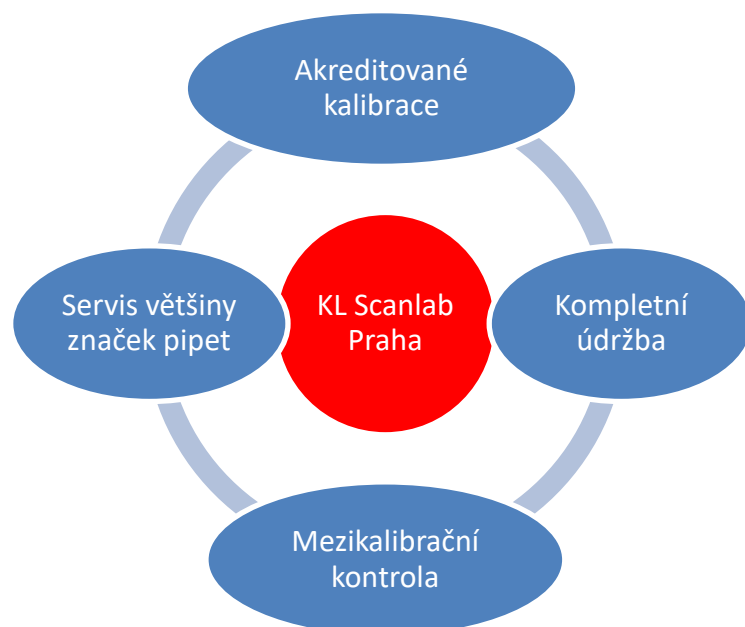 Akreditované
kalibrace
Servis většiny
značek pipet
KL Scanlab
Praha
Kompletní
údržba
Mezikalibrační
kontrola